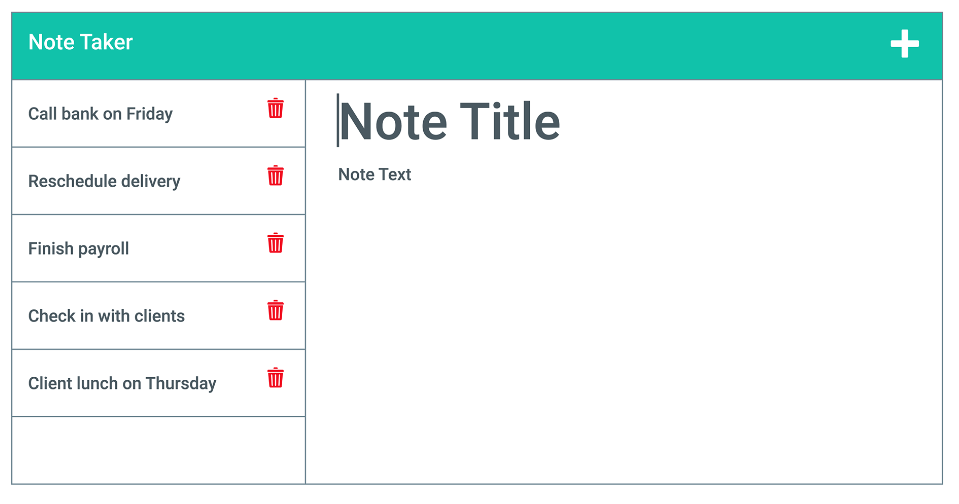 Note Taker
Call bank on Friday
Reschedule delivery
Finish payroll
Check in with clients
Client lunch on Thursday
Note Title
Note Text